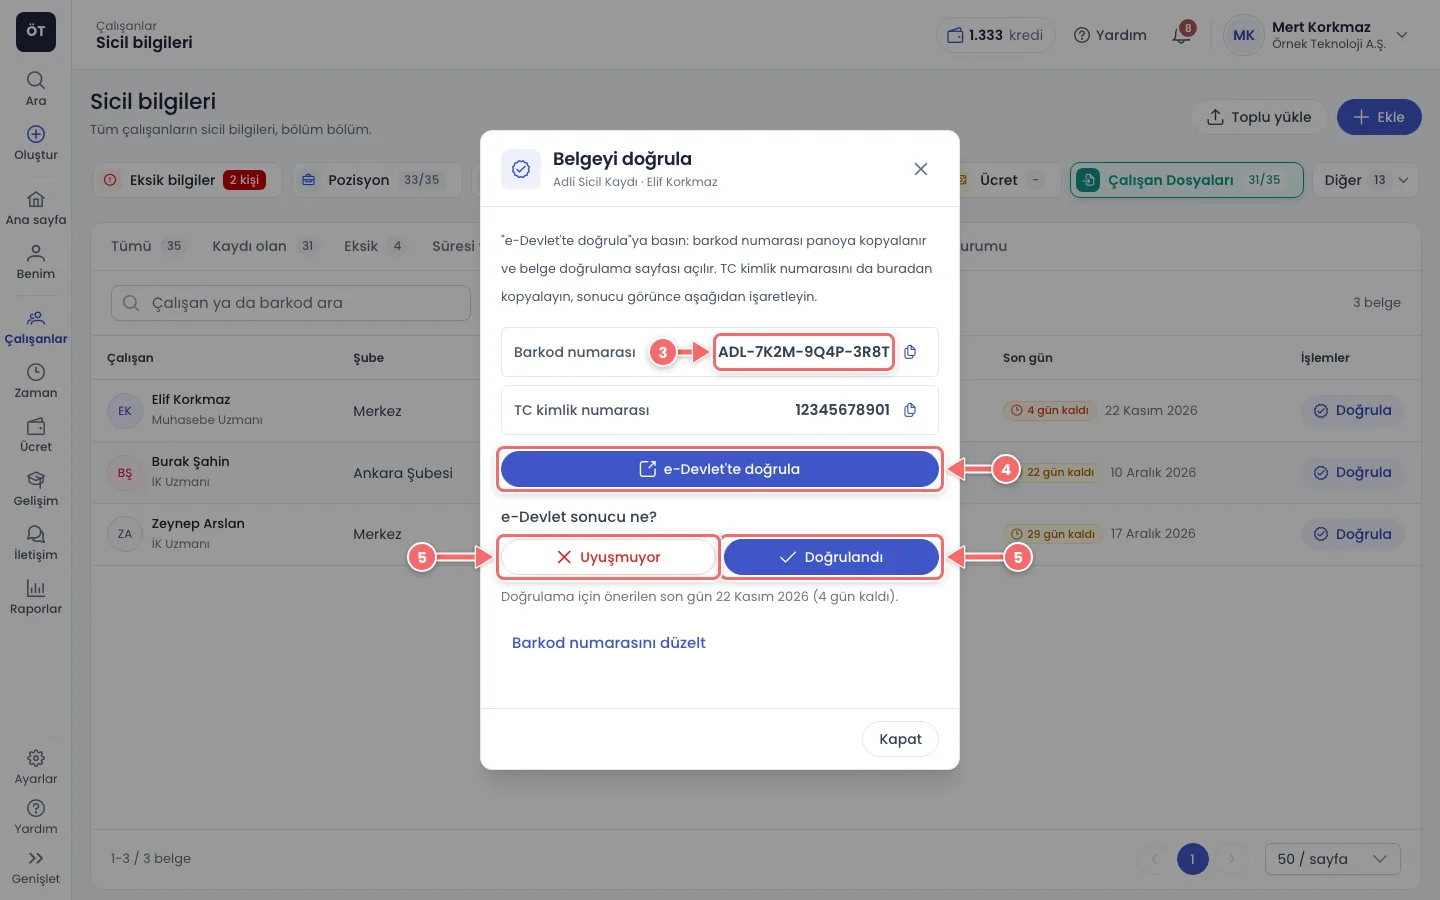 ÖT
Ara
Oluştur
Ana sayfa
Benim
Çalışanlar
Zaman
Ücret
Gelişim
İletişim
Raporlar
Ayarlar
Yardım
Genişlet
Çalışanlar
Sicil bilgileri
1.333 kredi
Yardım
8
MK
Mert Korkmaz
Örnek Teknoloji A.Ş.
Sicil bilgileri
Tüm çalışanların sicil bilgileri, bölüm bölüm.
Toplu yükle
Ekle
Eksik bilgiler 2 kişi
Pozisyon 33/35
Ücret -
Çalışan Dosyaları 31/35
Diğer 13
Tümü 35
Kaydı olan 31
Eksik 4
Süresi
urumu
Çalışan ya da barkod ara
3 belge
Çalışan
Şube
Son gün
İşlemler
EK
Elif Korkmaz
Muhasebe Uzmanı
Merkez
4 gün kaldı
22 Kasım 2026
Doğrula
BŞ
Burak Şahin
İK Uzmanı
Ankara Şubesi
22 gün kaldı
10 Aralık 2026
Doğrula
ZA
Zeynep Arslan
İK Uzmanı
Merkez
29 gün kaldı
17 Aralık 2026
Doğrula
1-3 / 3 belge
1
50 / sayfa
Belgeyi doğrula
Adli Sicil Kaydı · Elif Korkmaz
"e-Devlet'te doğrula"ya basın: barkod numarası panoya kopyalanır
ve belge doğrulama sayfası açılır. TC kimlik numarasını da buradan
kopyalayın, sonucu görünce aşağıdan işaretleyin.
Barkod numarası
3
ADL-7K2M-9Q4P-3R8T
TC kimlik numarası
12345678901
e-Devlet'te doğrula
4
e-Devlet sonucu ne?
5
Uyuşmuyor
Doğrulandı
5
Doğrulama için önerilen son gün 22 Kasım 2026 (4 gün kaldı).
Barkod numarasını düzelt
Kapat